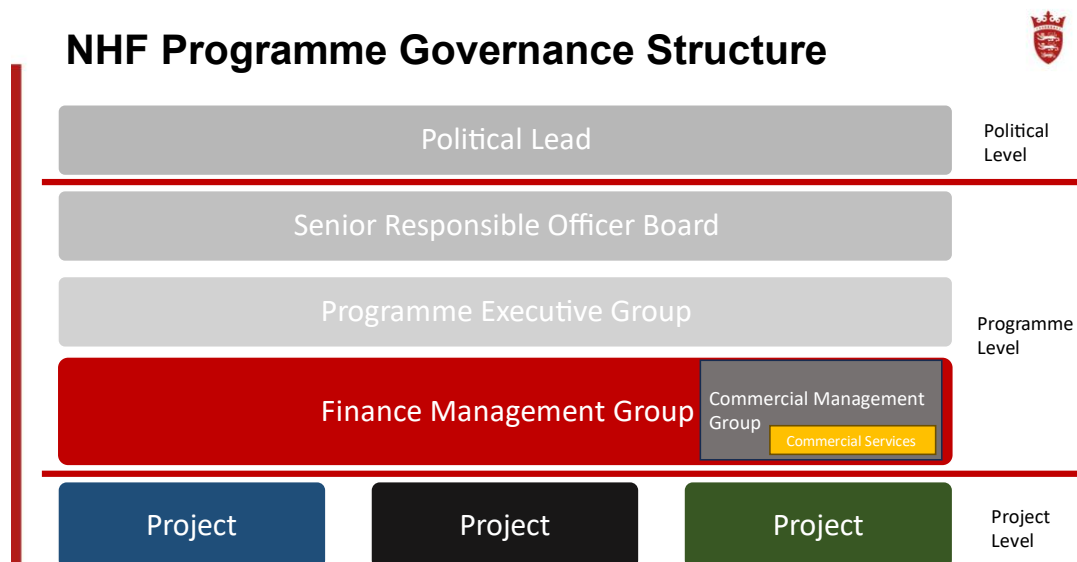 NHF Programme Governance Structure
Political Lead
Political
Level
Senior Responsible Officer Board
Programme Executive Group
Programme
Level
Finance Management Group
Commercial Management
Group
Commercial Services
Project
Project
Project
Project
Level